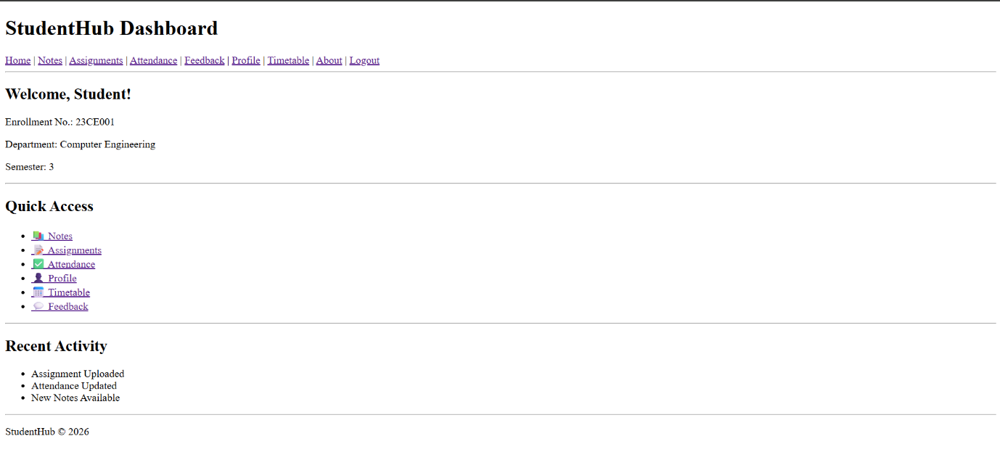 StudentHub Dashboard
Home | Notes | Assignments | Attendance | Feedback | Profile | Timetable | About | Logout
Welcome, Student!
Enrollment No.: 23CE001
Department: Computer Engineering
Semester: 3
Quick Access
Notes
Assignments
Attendance
Profile
Timetable
Feedback
Recent Activity
Assignment Uploaded
Attendance Updated
New Notes Available
StudentHub © 2026